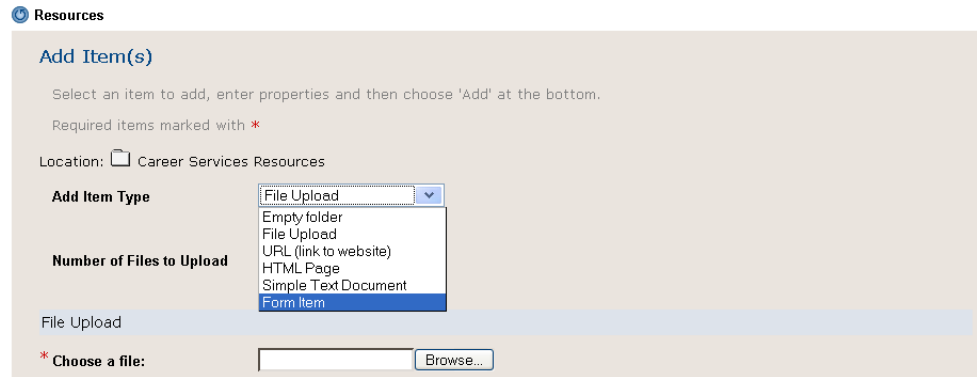 Resources
Add Item(s)
Select an item to add, enter properties and then choose 'Add' at the bottom.
Required items marked with *
Location: Career Services Resources
Add Item Type File Upload
Empty folder
File Upload
URL (link to website)
HTML Page
Number of Files to Upload
Simple Text Document
Form Item
File Upload
* Choose a file: Browse...